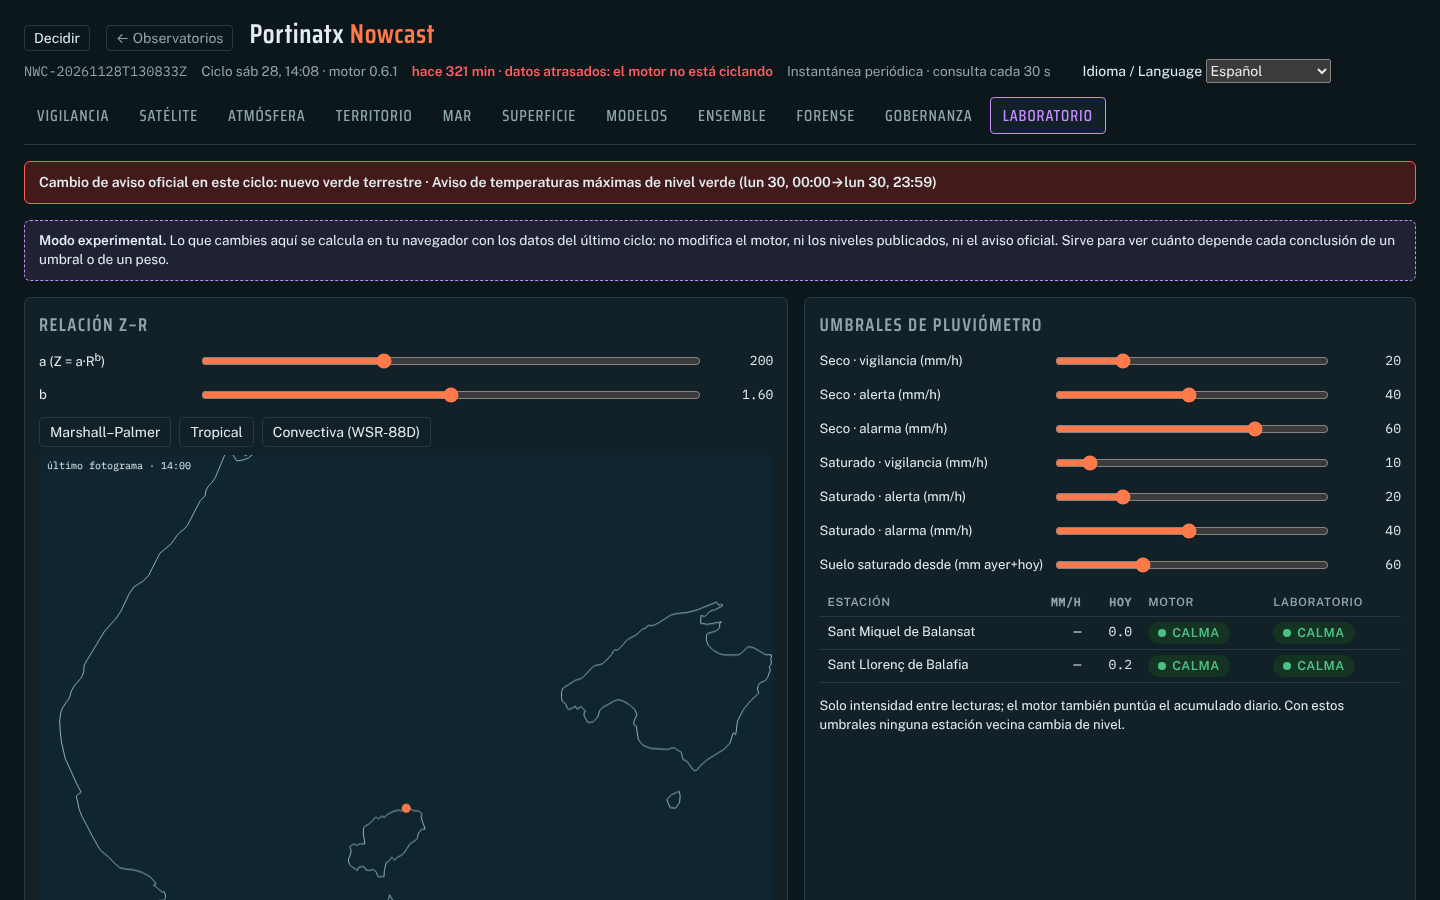 Decidir
← Observatorios
Portinatx Nowcast
NWC-20261128T130833Z Ciclo sáb 28, 14:08 · motor 0.6.1 hace 321 min · datos atrasados: el motor no está ciclando Instantánea periódica · consulta cada 30 s Idioma / Language Español
VIGILANCIA SATÉLITE ATMÓSFERA TERRITORIO MAR SUPERFICIE MODELOS ENSEMBLE FORENSE GOBERNANZA LABORATORIO
Cambio de aviso oficial en este ciclo: nuevo verde terrestre · Aviso de temperaturas máximas de nivel verde (lun 30, 00:00→lun 30, 23:59)
Modo experimental. Lo que cambies aquí se calcula en tu navegador con los datos del último ciclo: no modifica el motor, ni los niveles publicados, ni el aviso oficial. Sirve para ver cuánto depende cada conclusión de un
umbral o de un peso.
RELACIÓN Z–R
a (Z = a·Rᵇ) 200
b 1.60
Marshall–Palmer Tropical Convectiva (WSR-88D)
último fotograma · 14:00
UMBRALES DE PLUVIÓMETRO
Seco · vigilancia (mm/h) 20
Seco · alerta (mm/h) 40
Seco · alarma (mm/h) 60
Saturado · vigilancia (mm/h) 10
Saturado · alerta (mm/h) 20
Saturado · alarma (mm/h) 40
Suelo saturado desde (mm ayer+hoy) 60
ESTACIÓN MM/H HOY MOTOR LABORATORIO
Sant Miquel de Balansat — 0.0 CALMA CALMA
Sant Llorenç de Balafia — 0.2 CALMA CALMA
Solo intensidad entre lecturas; el motor también puntúa el acumulado diario. Con estos
umbrales ninguna estación vecina cambia de nivel.